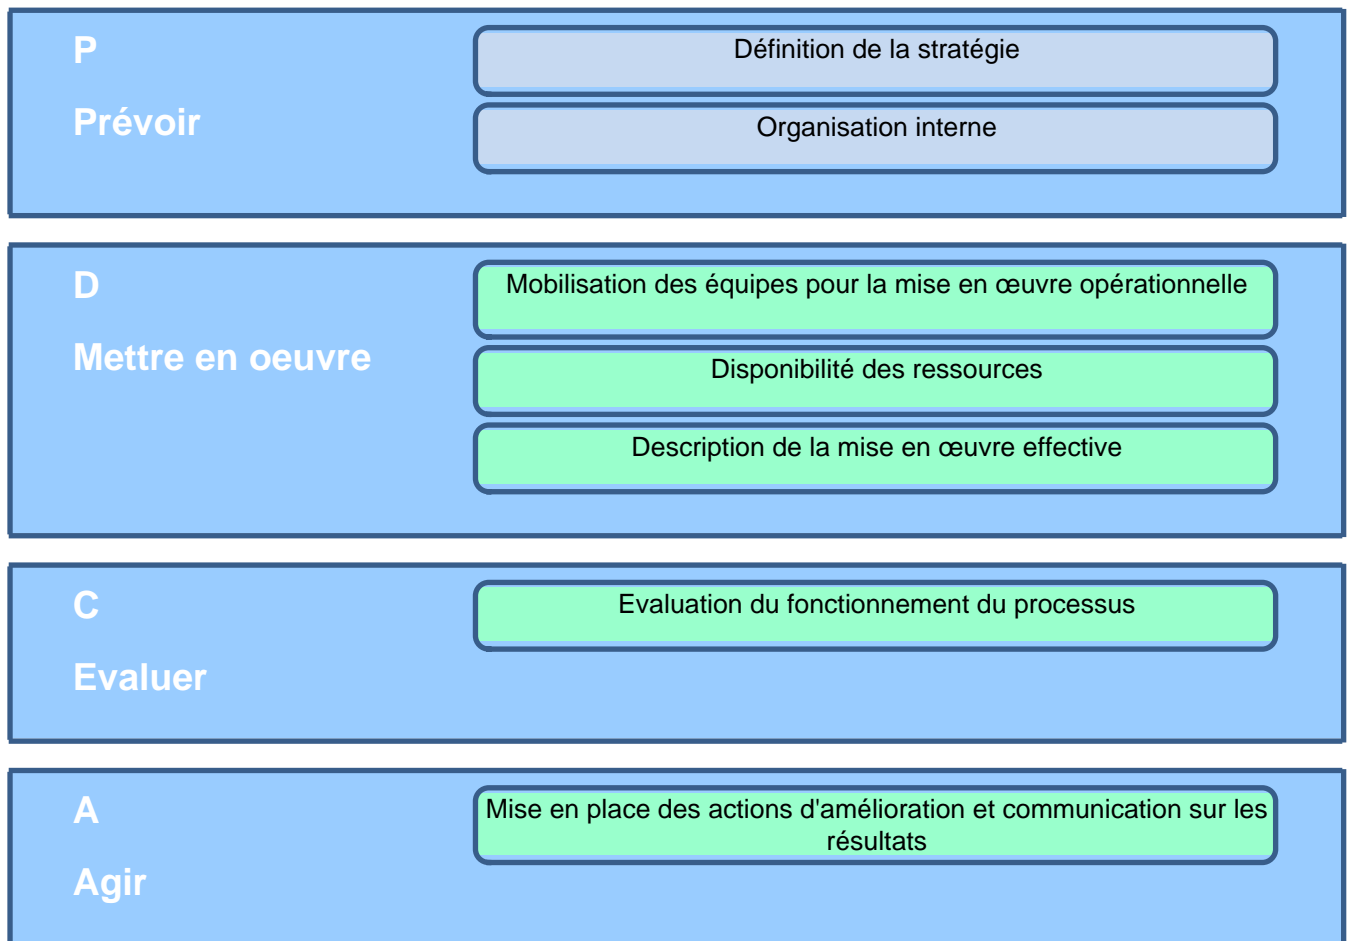 P
Définition de la stratégie
Prévoir
Organisation interne
D
Mobilisation des équipes pour la mise en œuvre opérationnelle
Mettre en oeuvre
Disponibilité des ressources
Description de la mise en œuvre effective
C
Evaluation du fonctionnement du processus
Evaluer
A
Mise en place des actions d'amélioration et communication sur les
résultats
Agir